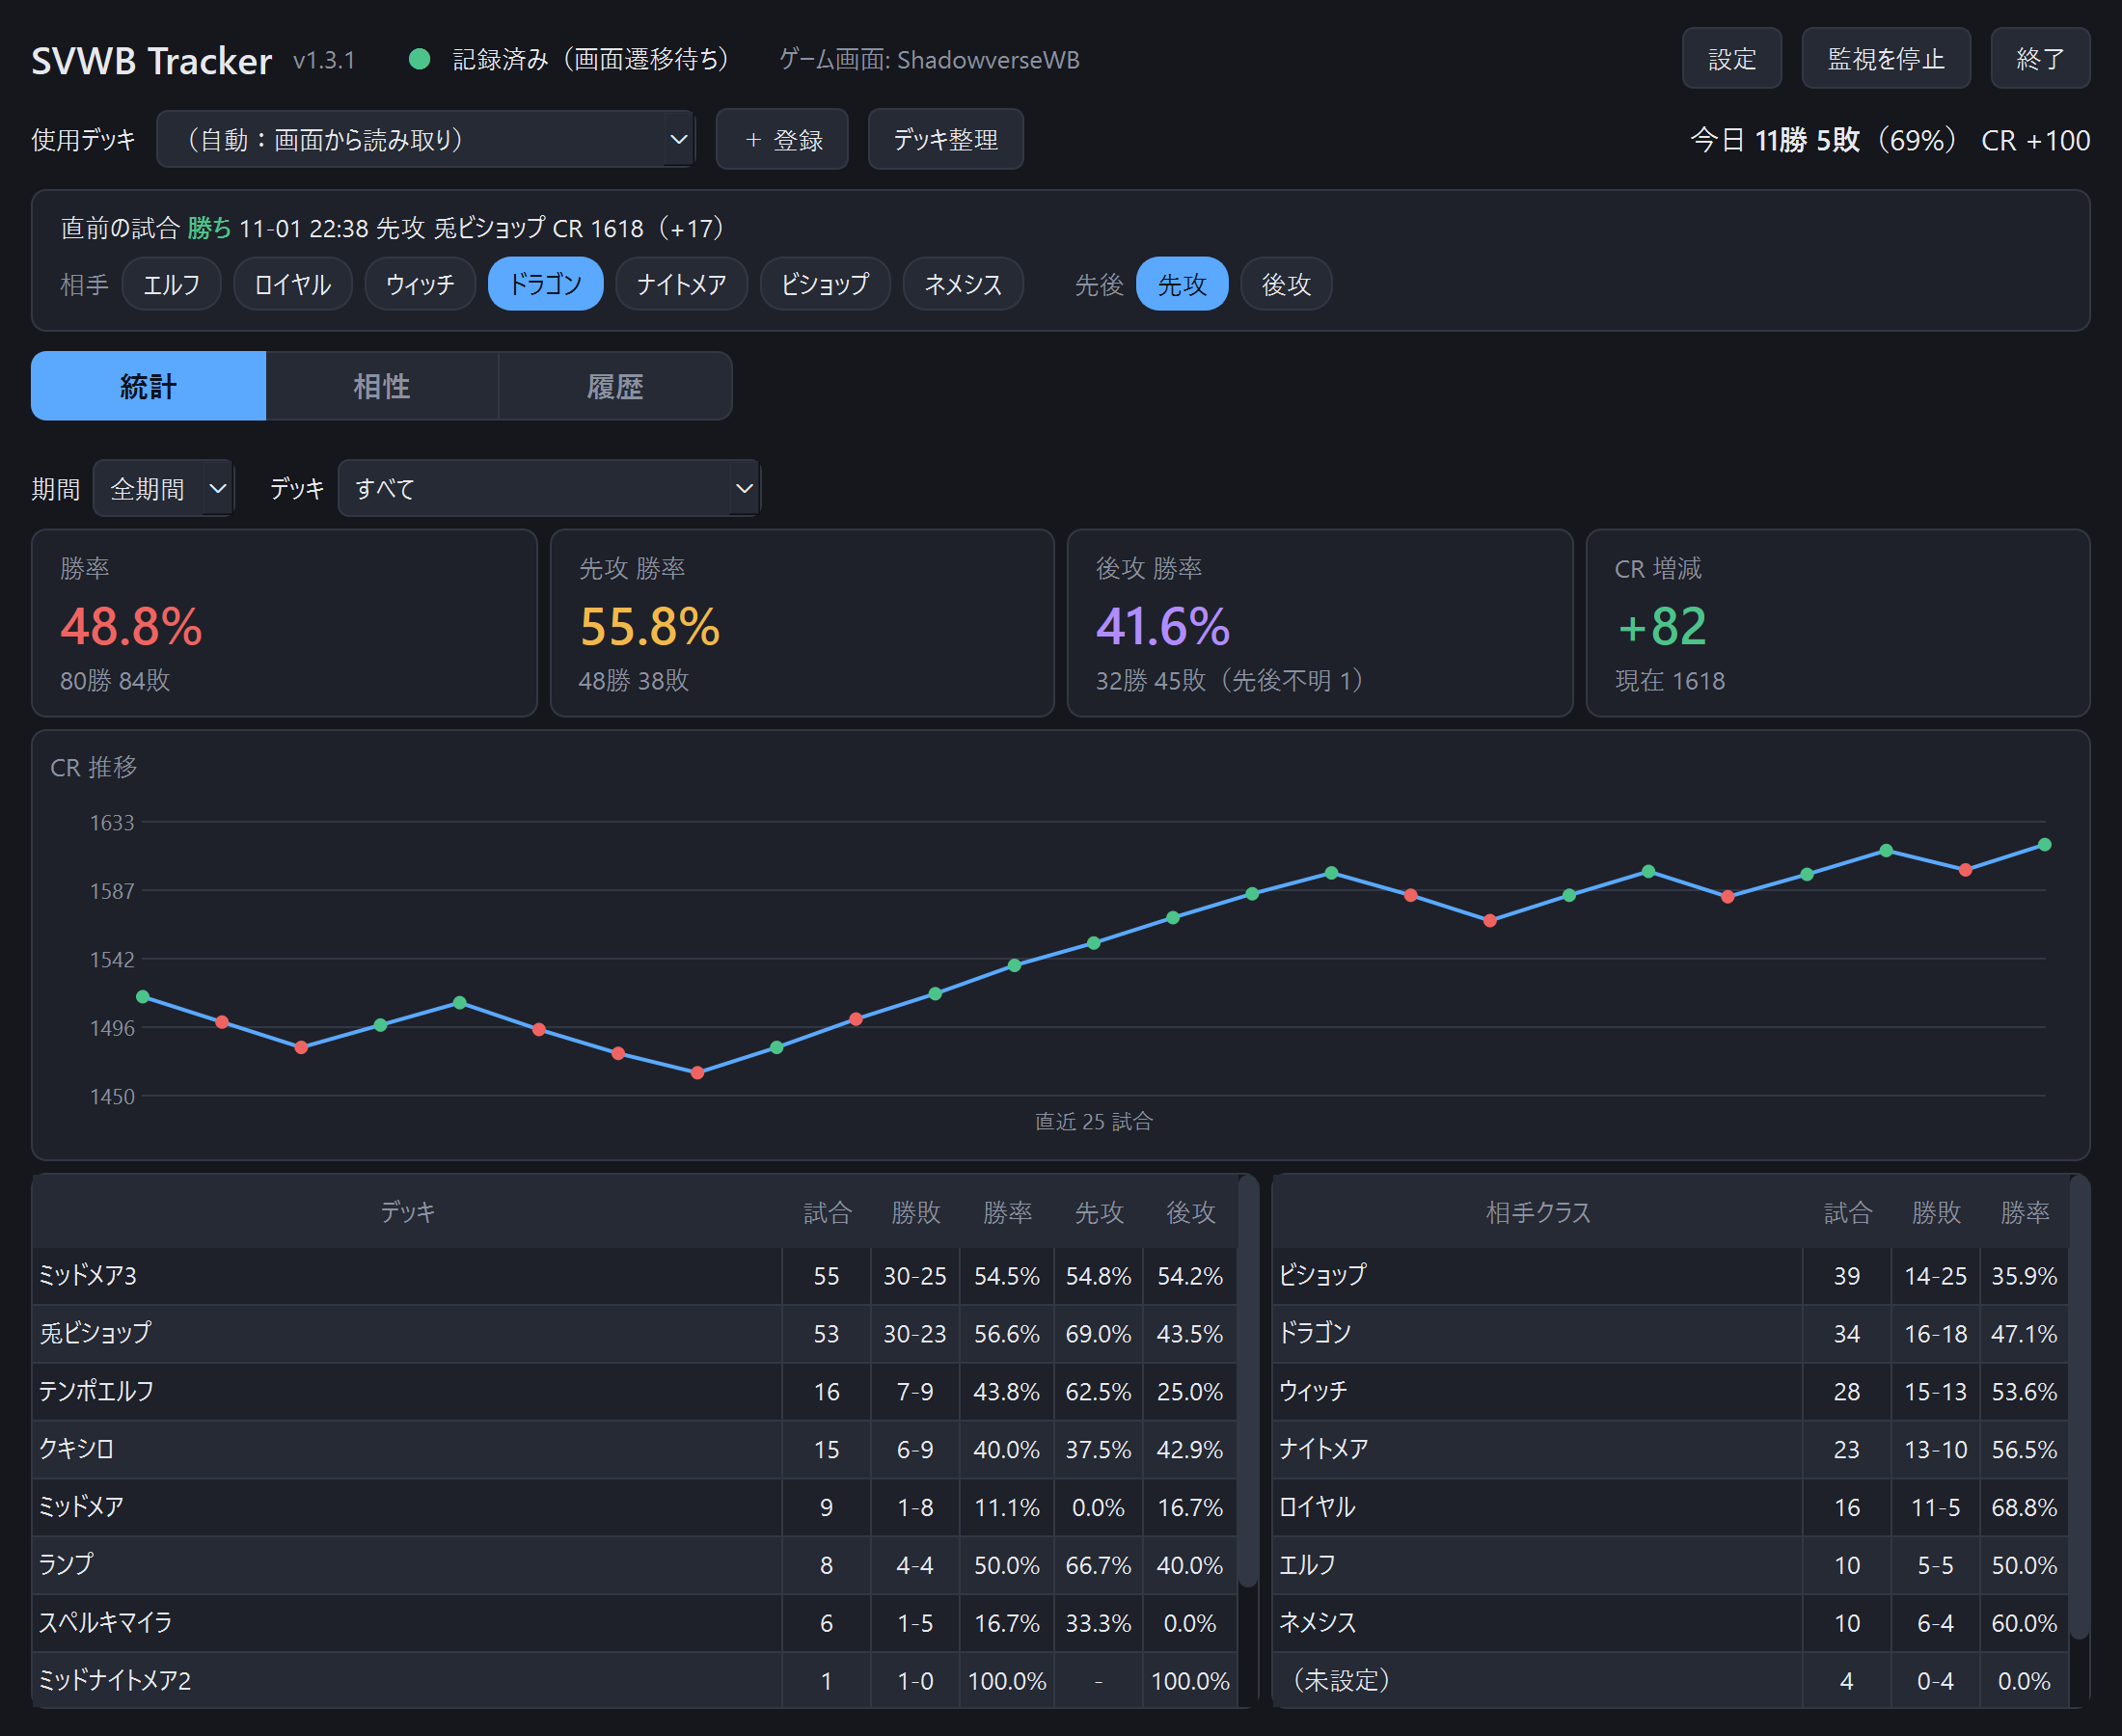 SVWB Tracker v1.3.1 記録済み（画面遷移待ち） ゲーム画面: ShadowverseWB 設定 監視を停止 終了
使用デッキ （自動：画面から読み取り） ＋ 登録 デッキ整理 今日 11勝 5敗（69%） CR +100
直前の試合 勝ち 11-01 22:38 先攻 兎ビショップ CR 1618（+17）
相手 エルフ ロイヤル ウィッチ ドラゴン ナイトメア ビショップ ネメシス 先後 先攻 後攻
統計 相性 履歴
期間 全期間 デッキ すべて
勝率
48.8%
80勝 84敗
先攻 勝率
55.8%
48勝 38敗
後攻 勝率
41.6%
32勝 45敗（先後不明 1）
CR 増減
+82
現在 1618
CR 推移
1633
1587
1542
1496
1450
直近 25 試合
デッキ 試合 勝敗 勝率 先攻 後攻
ミッドメア3 55 30-25 54.5% 54.8% 54.2%
兎ビショップ 53 30-23 56.6% 69.0% 43.5%
テンポエルフ 16 7-9 43.8% 62.5% 25.0%
クキシロ 15 6-9 40.0% 37.5% 42.9%
ミッドメア 9 1-8 11.1% 0.0% 16.7%
ランプ 8 4-4 50.0% 66.7% 40.0%
スペルキマイラ 6 1-5 16.7% 33.3% 0.0%
ミッドナイトメア2 1 1-0 100.0% - 100.0%
相手クラス 試合 勝敗 勝率
ビショップ 39 14-25 35.9%
ドラゴン 34 16-18 47.1%
ウィッチ 28 15-13 53.6%
ナイトメア 23 13-10 56.5%
ロイヤル 16 11-5 68.8%
エルフ 10 5-5 50.0%
ネメシス 10 6-4 60.0%
（未設定） 4 0-4 0.0%